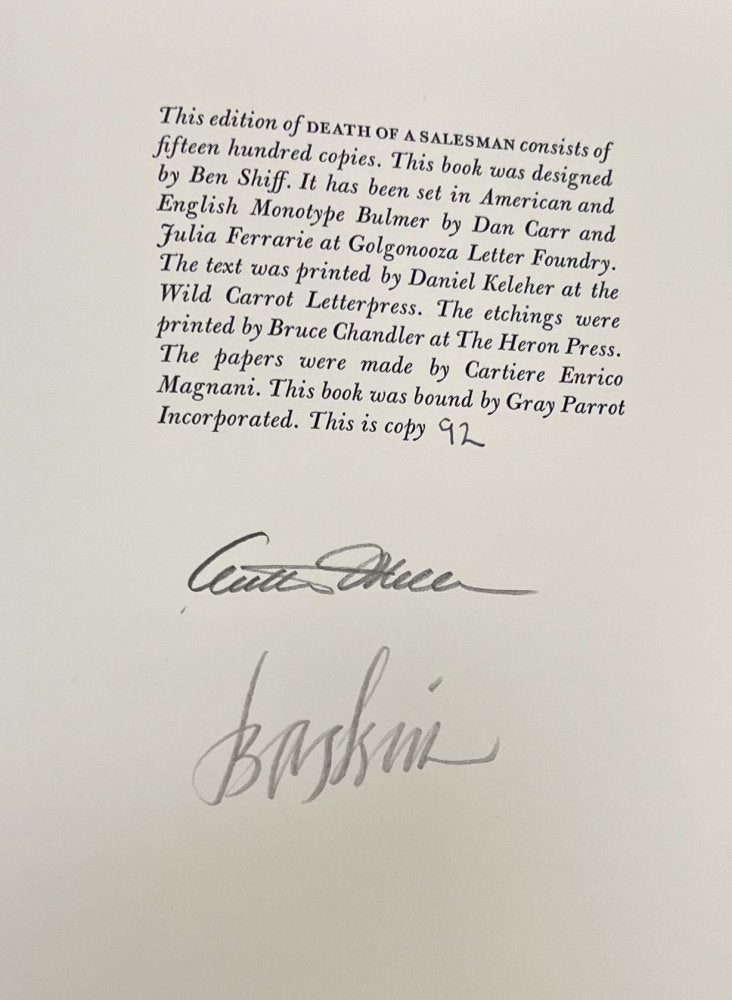 This edition of DEATH OF A SALESMAN consists of
fifteen hundred copies. This book was designed
by Ben Shiff. It has been set in American and
English Monotype Bulmer by Dan Carr and
Julia Ferrarie at Golgonooza Letter Foundry.
The text was printed by Daniel Keleher at the
Wild Carrot Letterpress. The etchings were
printed by Bruce Chandler at The Heron Press.
The papers were made by Cartiere Enrico
Magnani. This book was bound by Gray Parrot
Incorporated. This is copy 92
Arthur Miller
Baskin